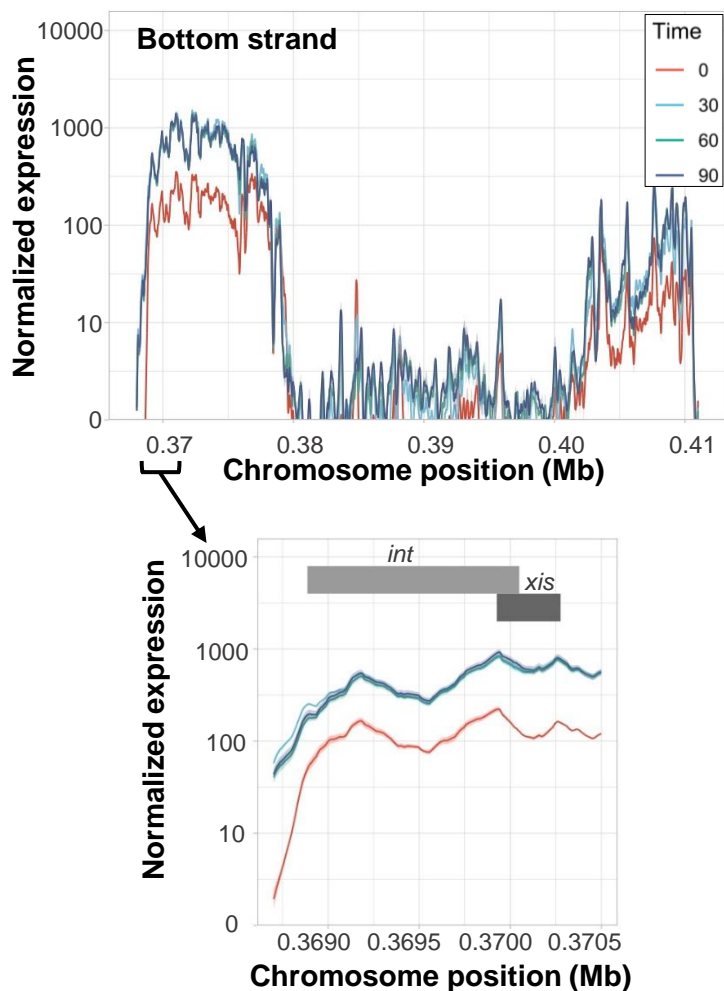 Bottom strand
Time
0
30
60
90
Normalized expression
10000
1000
100
10
0
0.37 0.38 0.39 0.40 0.41
Chromosome position (Mb)
Normalized expression
10000
1000
100
10
0
int
xis
0.3690 0.3695 0.3700 0.3705
Chromosome position (Mb)